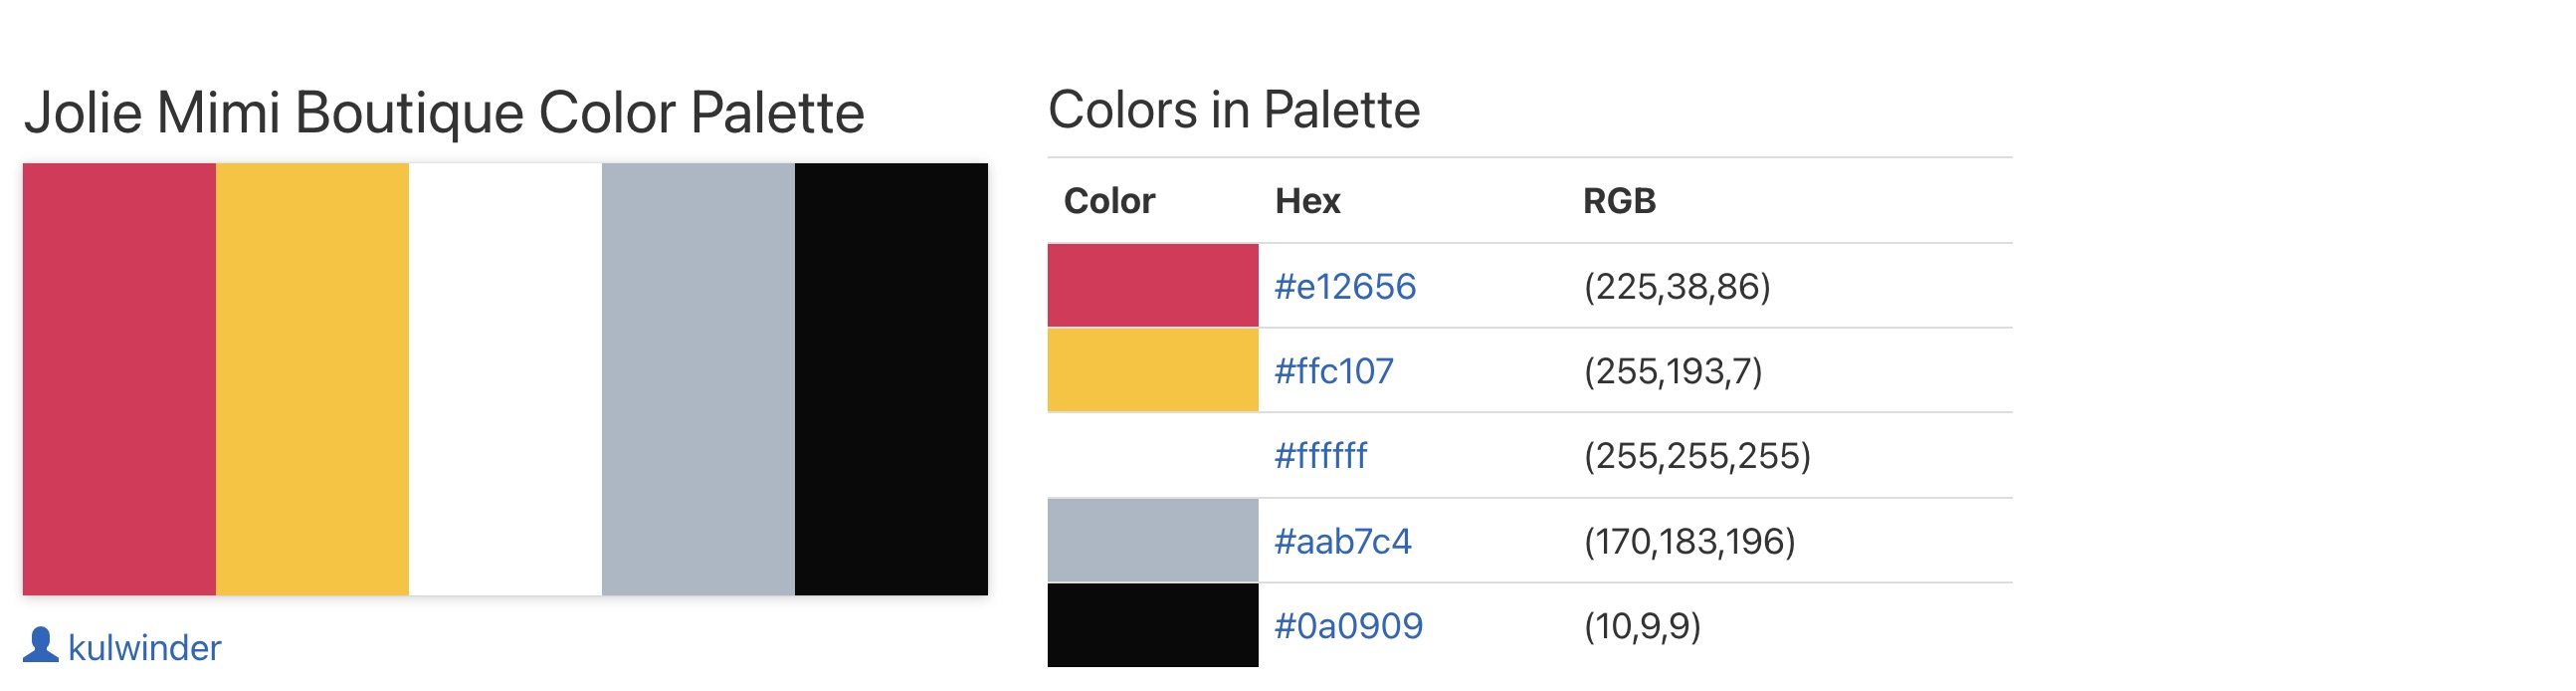 Jolie Mimi Boutique Color Palette
kulwinder
Colors in Palette
Color Hex RGB
#e12656 (225,38,86)
#ffc107 (255,193,7)
#ffffff (255,255,255)
#aab7c4 (170,183,196)
#0a0909 (10,9,9)